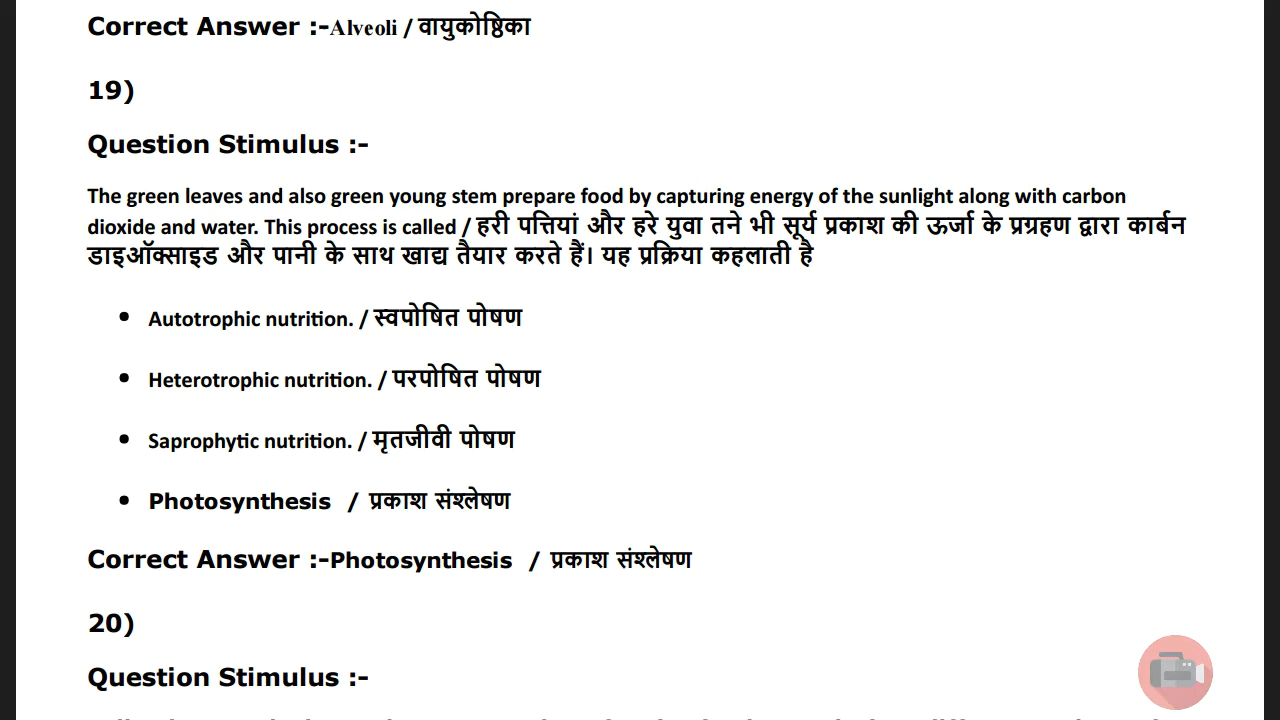 Correct Answer :-Alveoli / वायुकोष्ठिका
19)
Question Stimulus :-
The green leaves and also green young stem prepare food by capturing energy of the sunlight along with carbon
dioxide and water. This process is called / हरी पत्तियां और हरे युवा तने भी सूर्य प्रकाश की ऊर्जा के प्रग्रहण द्वारा कार्बन
डाइऑक्साइड और पानी के साथ खाद्य तैयार करते हैं। यह प्रक्रिया कहलाती है
• Autotrophic nutrition. / स्वपोषित पोषण
• Heterotrophic nutrition. / परपोषित पोषण
• Saprophytic nutrition. / मृतजीवी पोषण
• Photosynthesis / प्रकाश संश्लेषण
Correct Answer :-Photosynthesis / प्रकाश संश्लेषण
20)
Question Stimulus :-